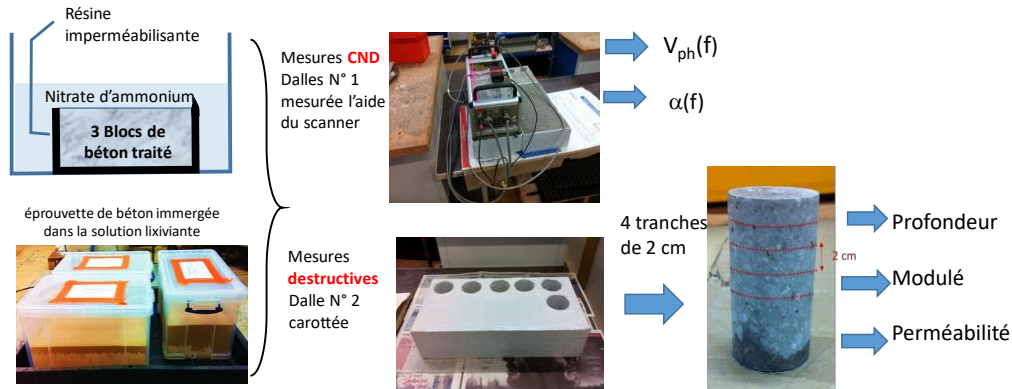 Résine
imperméabilisante
Nitrate d'ammonium
3 Blocs de
béton traité
éprouvette de béton immergée
dans la solution lixiviante
Mesures CND
Dalles N° 1
mesurée l'aide
du scanner
V_ph(f)
α(f)
Mesures
destructives
Dalle N° 2
carottée
4 tranches
de 2 cm
2 cm
Profondeur
Modulé
Perméabilité